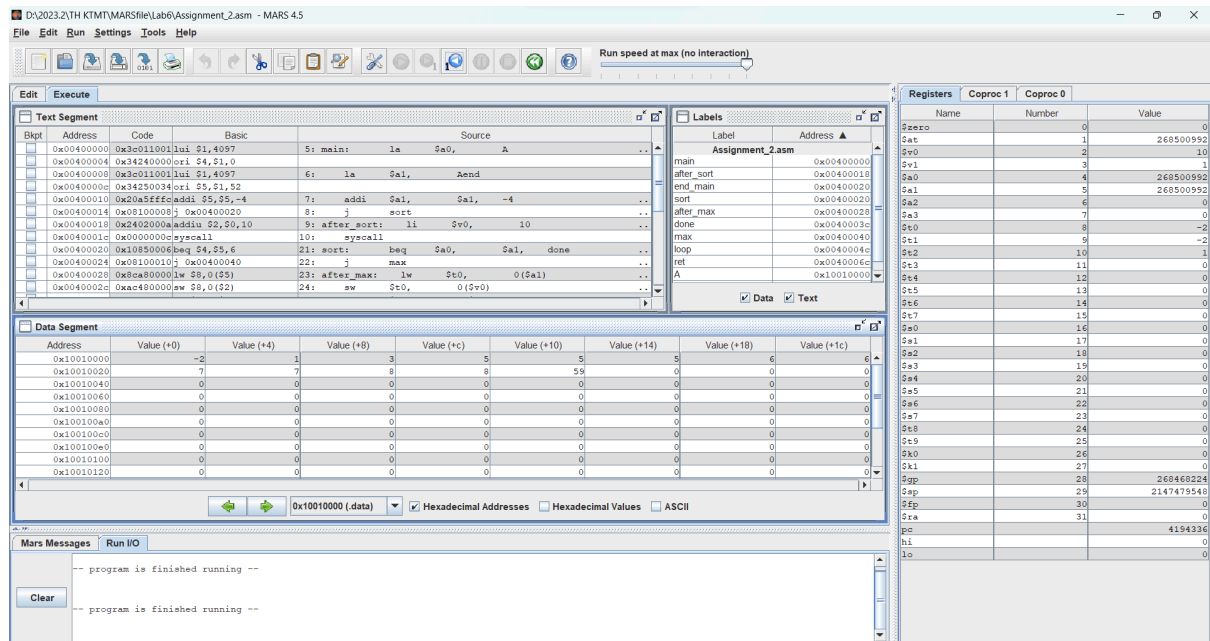 D:\2023.2\TH KTMT\MARSfile\Lab6\Assignment_2.asm - MARS 4.5
File Edit Run Settings Tools Help
Run speed at max (no interaction)
Edit Execute
Text Segment
Bkpt Address Code Basic Source
0x00400000 0x3c011001 lui $1,4097 5: main: la $a0, A ..
0x00400004 0x34240000 ori $4,$1,0
0x00400008 0x3c011001 lui $1,4097 6: la $a1, Aend
0x0040000c 0x34250034 ori $5,$1,52
0x00400010 0x20a5fffc addi $5,$5,-4 7: addi $a1, $a1, -4 ..
0x00400014 0x08100008 j 0x00400020 8: j sort ..
0x00400018 0x2402000a addiu $2,$0,10 9: after_sort: li $v0, 10 ..
0x0040001c 0x0000000c syscall 10: syscall
0x00400020 0x10850006 beq $4,$5,6 21: sort: beq $a0, $a1, done ..
0x00400024 0x08100010 j 0x00400040 22: j max ..
0x00400028 0x8ca80000 lw $8,0($5) 23: after_max: lw $t0, 0($a1) ..
0x0040002c 0xac480000 sw $8,0($2) 24: sw $t0, 0($v0) ..
Labels
Label Address ▲
Assignment_2.asm
main 0x00400000
after_sort 0x00400018
end_main 0x00400020
sort 0x00400020
after_max 0x00400028
done 0x0040003c
max 0x00400040
loop 0x0040004c
ret 0x0040006c
A 0x10010000
Data Text
Data Segment
Address Value (+0) Value (+4) Value (+8) Value (+c) Value (+10) Value (+14) Value (+18) Value (+1c)
0x10010000 -2 1 3 5 5 5 6 6
0x10010020 7 7 8 8 59 0 0 0
0x10010040 0 0 0 0 0 0 0 0
0x10010060 0 0 0 0 0 0 0 0
0x10010080 0 0 0 0 0 0 0 0
0x100100a0 0 0 0 0 0 0 0 0
0x100100c0 0 0 0 0 0 0 0 0
0x100100e0 0 0 0 0 0 0 0 0
0x10010100 0 0 0 0 0 0 0 0
0x10010120 0 0 0 0 0 0 0 0
0x10010000 (.data) Hexadecimal Addresses Hexadecimal Values ASCII
Mars Messages Run I/O
Clear
-- program is finished running --
-- program is finished running --
Registers Coproc 1 Coproc 0
Name Number Value
$zero 0 0
$at 1 268500992
$v0 2 10
$v1 3 1
$a0 4 268500992
$a1 5 268500992
$a2 6 0
$a3 7 0
$t0 8 -2
$t1 9 -2
$t2 10 1
$t3 11 0
$t4 12 0
$t5 13 0
$t6 14 0
$t7 15 0
$s0 16 0
$s1 17 0
$s2 18 0
$s3 19 0
$s4 20 0
$s5 21 0
$s6 22 0
$s7 23 0
$t8 24 0
$t9 25 0
$k0 26 0
$k1 27 0
$gp 28 268468224
$sp 29 2147479548
$fp 30 0
$ra 31 0
pc 4194336
hi 0
lo 0